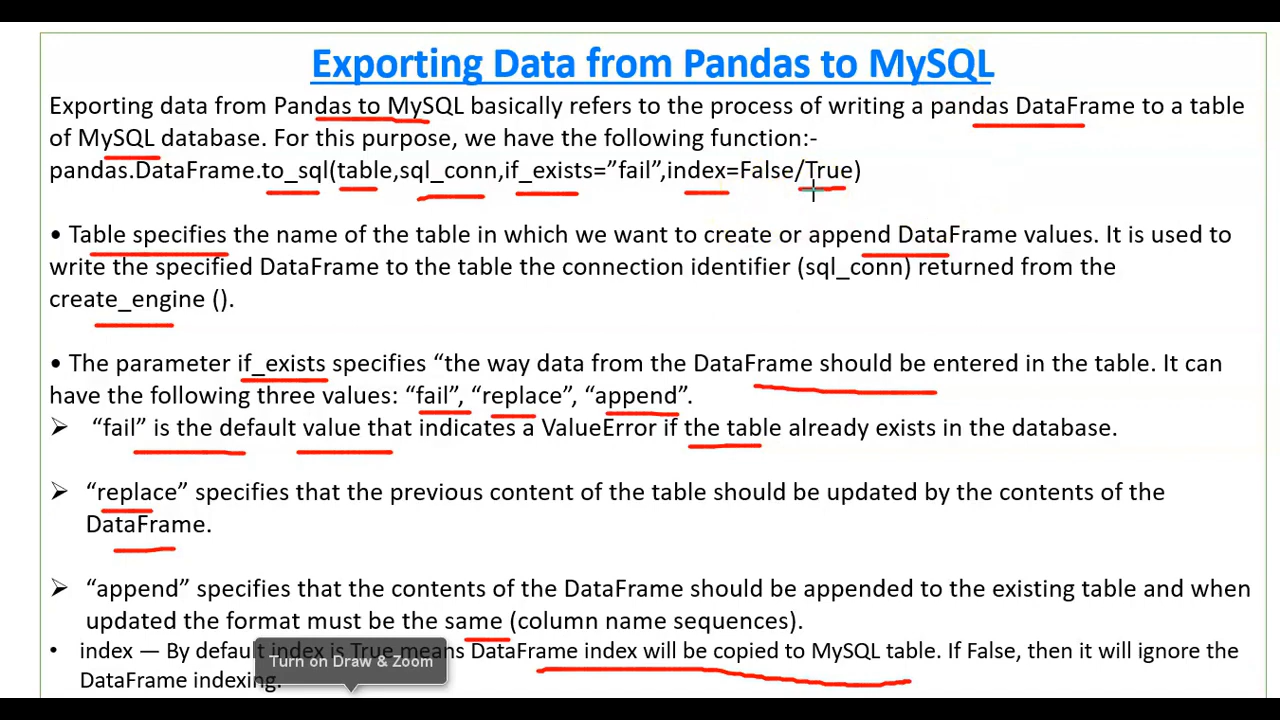 Exporting Data from Pandas to MySQL
Exporting data from Pandas to MySQL basically refers to the process of writing a pandas DataFrame to a table
of MySQL database. For this purpose, we have the following function:-
pandas.DataFrame.to_sql(table,sql_conn,if_exists=”fail”,index=False/True)
• Table specifies the name of the table in which we want to create or append DataFrame values. It is used to
write the specified DataFrame to the table the connection identifier (sql_conn) returned from the
create_engine ().
• The parameter if_exists specifies “the way data from the DataFrame should be entered in the table. It can
have the following three values: “fail”, “replace”, “append”.
➢ “fail” is the default value that indicates a ValueError if the table already exists in the database.
➢ “replace” specifies that the previous content of the table should be updated by the contents of the
DataFrame.
➢ “append” specifies that the contents of the DataFrame should be appended to the existing table and when
updated the format must be the same (column name sequences).
• index — By default index is True means DataFrame index will be copied to MySQL table. If False, then it will ignore the
DataFrame indexing.
Turn on Draw & Zoom